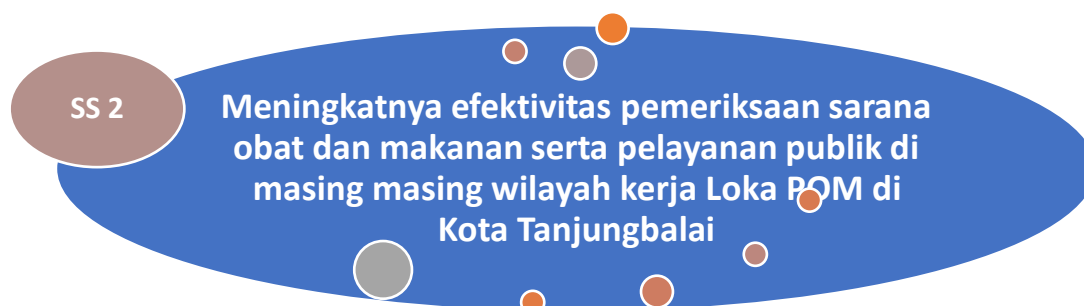 SS 2
Meningkatnya efektivitas pemeriksaan sarana
obat dan makanan serta pelayanan publik di
masing masing wilayah kerja Loka POM di
Kota Tanjungbalai